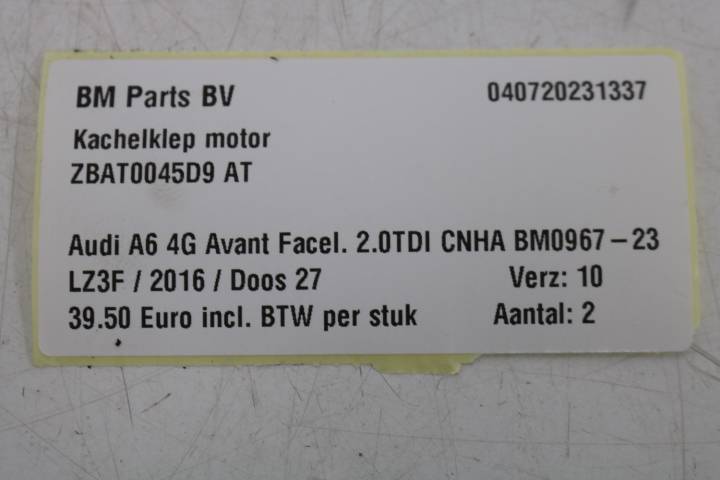 BM Parts BV 040720231337
Kachelklep motor
ZBAT0045D9 AT
Audi A6 4G Avant Facel. 2.0TDI CNHA BM0967-23
LZ3F / 2016 / Doos 27 Verz: 10
39.50 Euro incl. BTW per stuk Aantal: 2